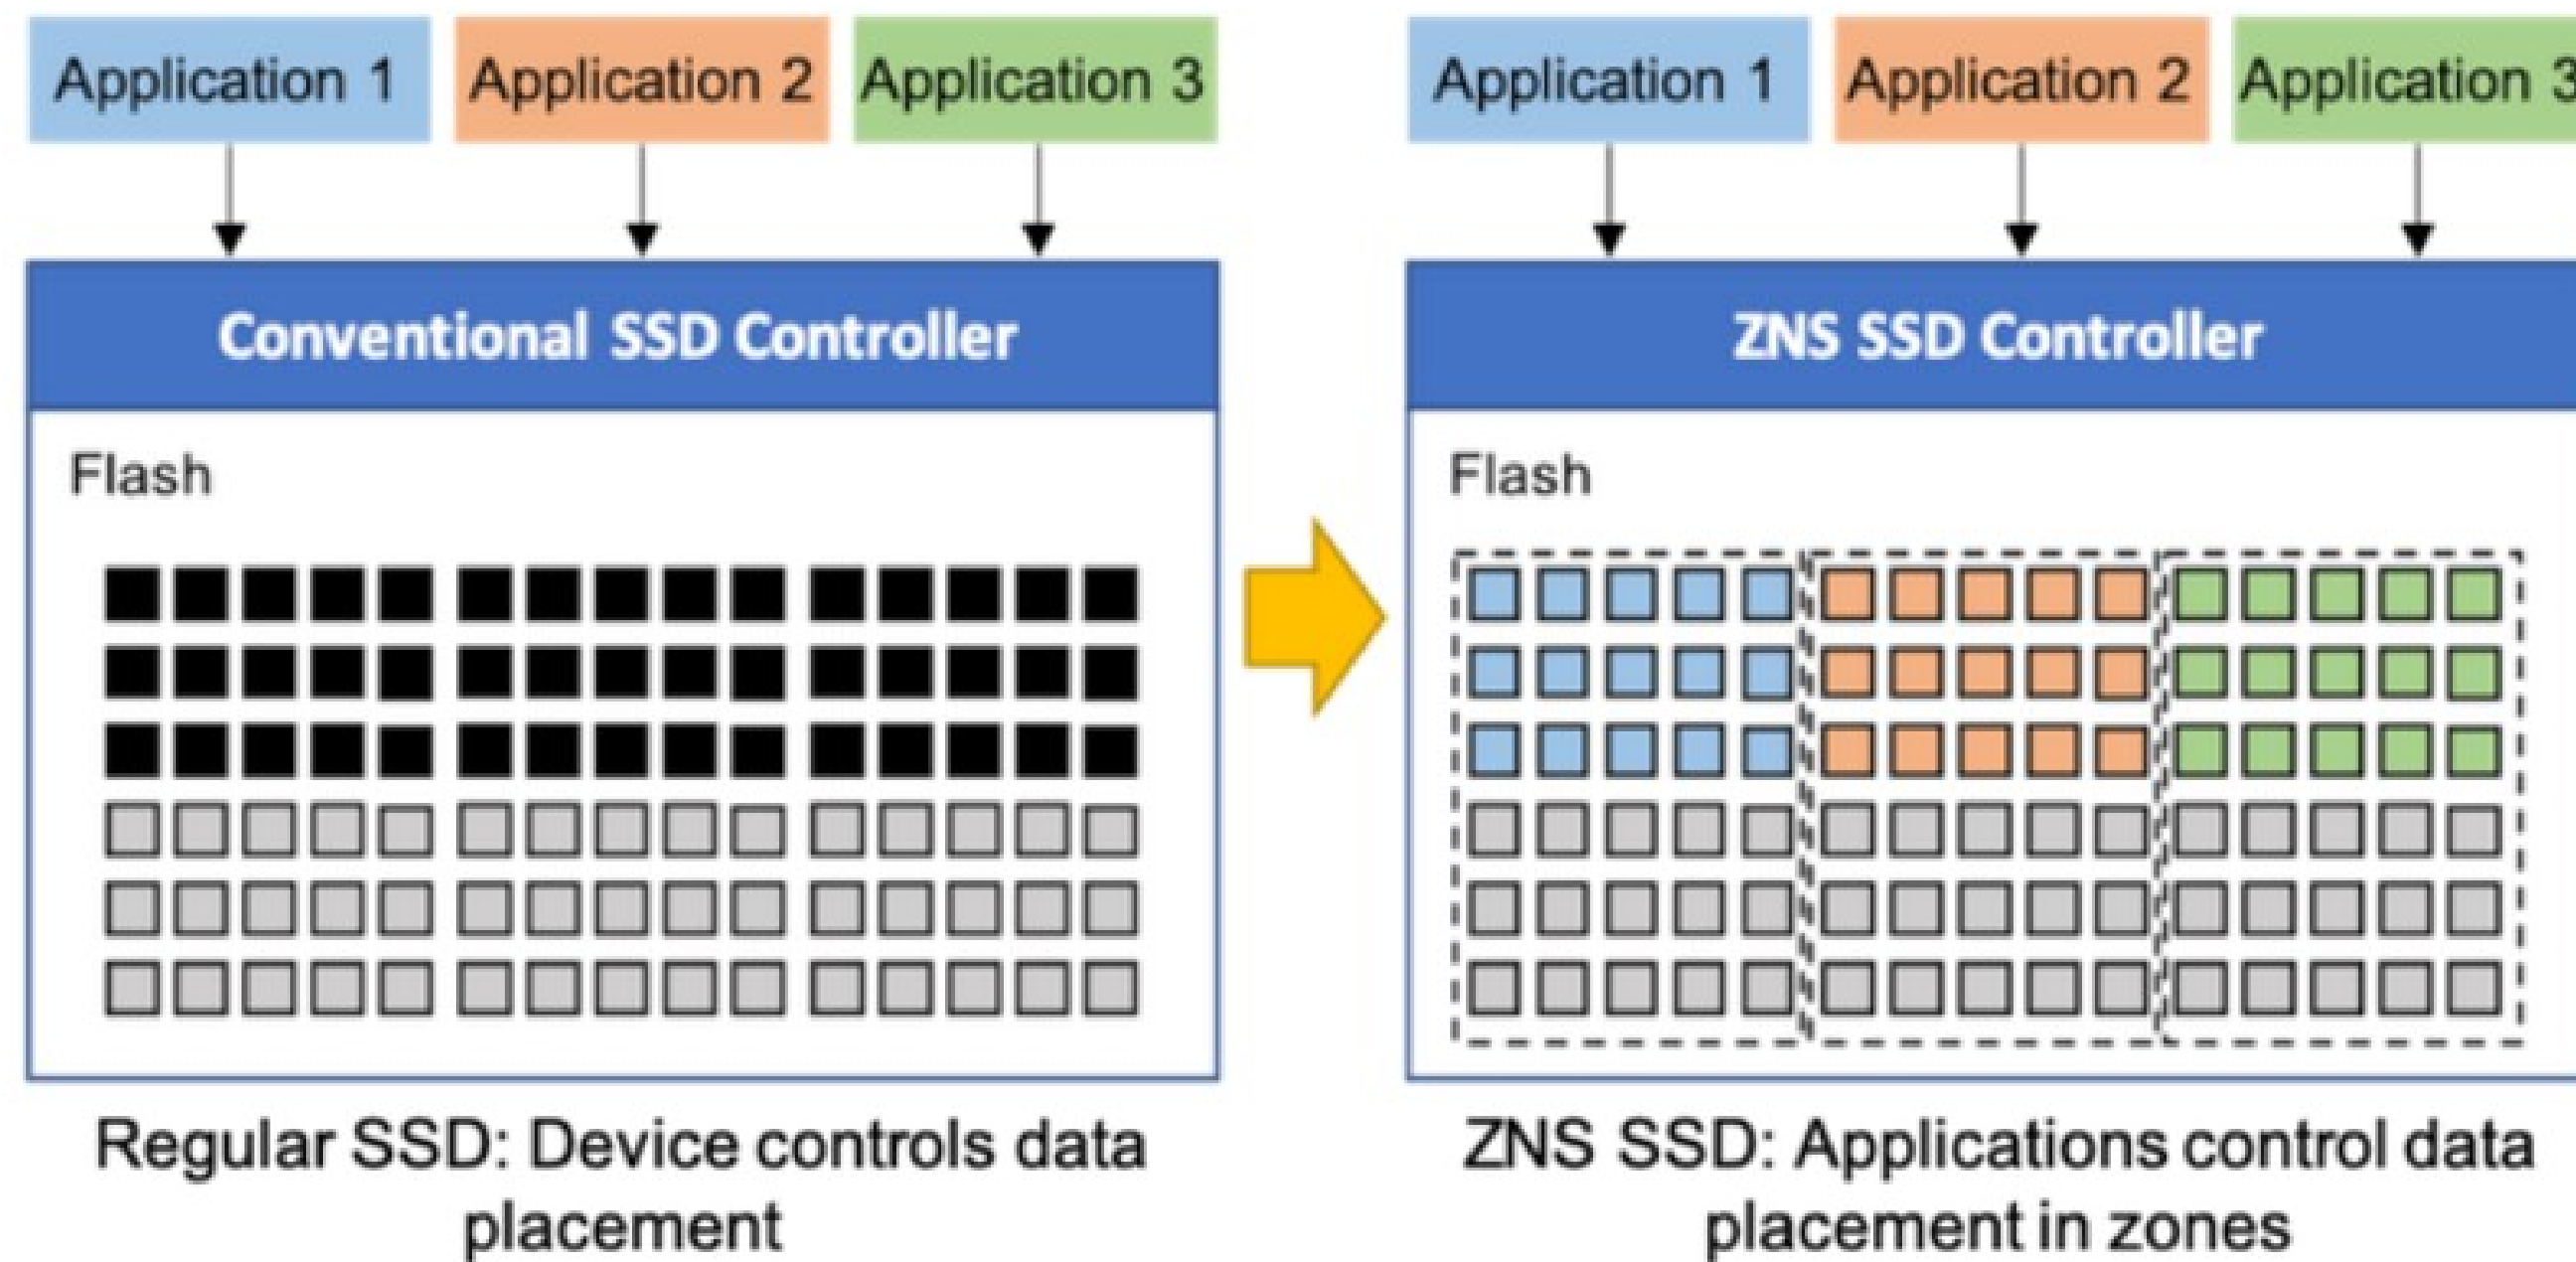 Application 1
Application 2
Application 3
Conventional SSD Controller
Flash
Regular SSD: Device controls data
placement
Application 1
Application 2
Application 3
ZNS SSD Controller
Flash
ZNS SSD: Applications control data
placement in zones